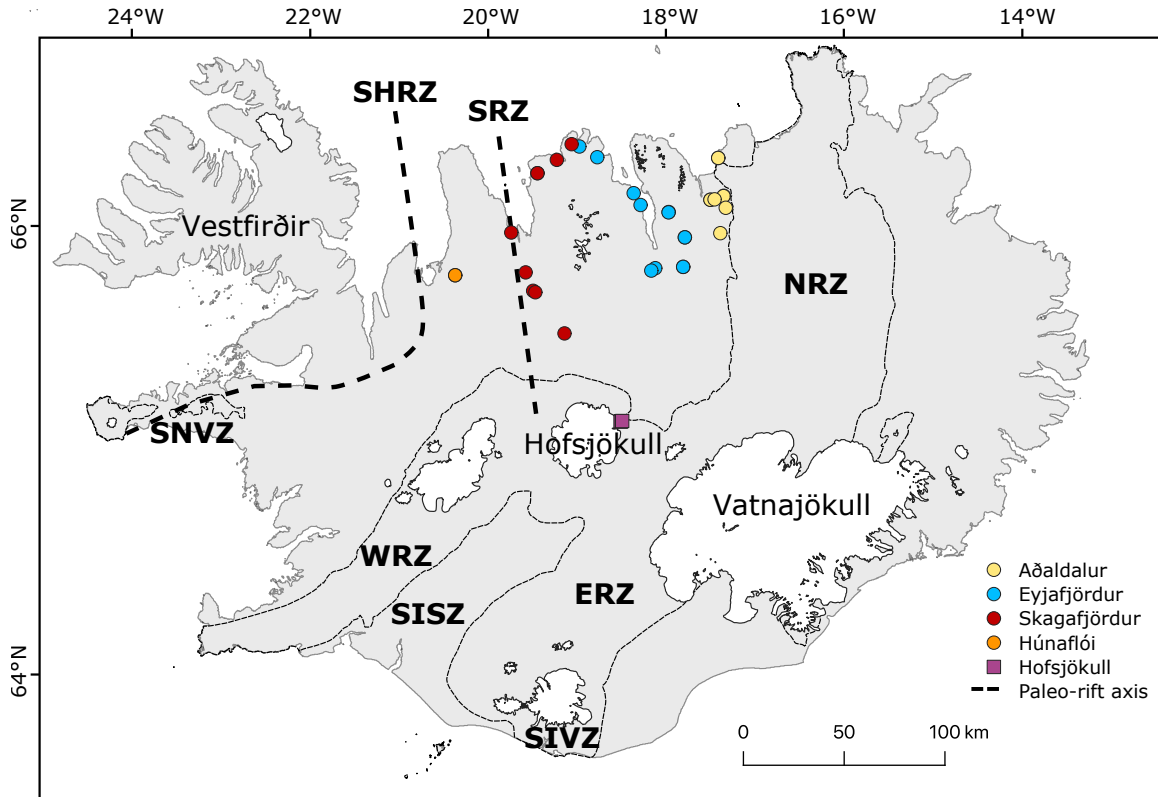 24°W 22°W 20°W 18°W 16°W 14°W
SHRZ
SRZ
Vestfirðir
66°N
NRZ
SNVZ
Hofsjökull
Vatnajökull
WRZ
SISZ
ERZ
Aðaldalur
Eyjafjördur
Skagafjördur
Húnaflói
Hofsjökull
Paleo-rift axis
64°N
SIVZ
0 50 100 km